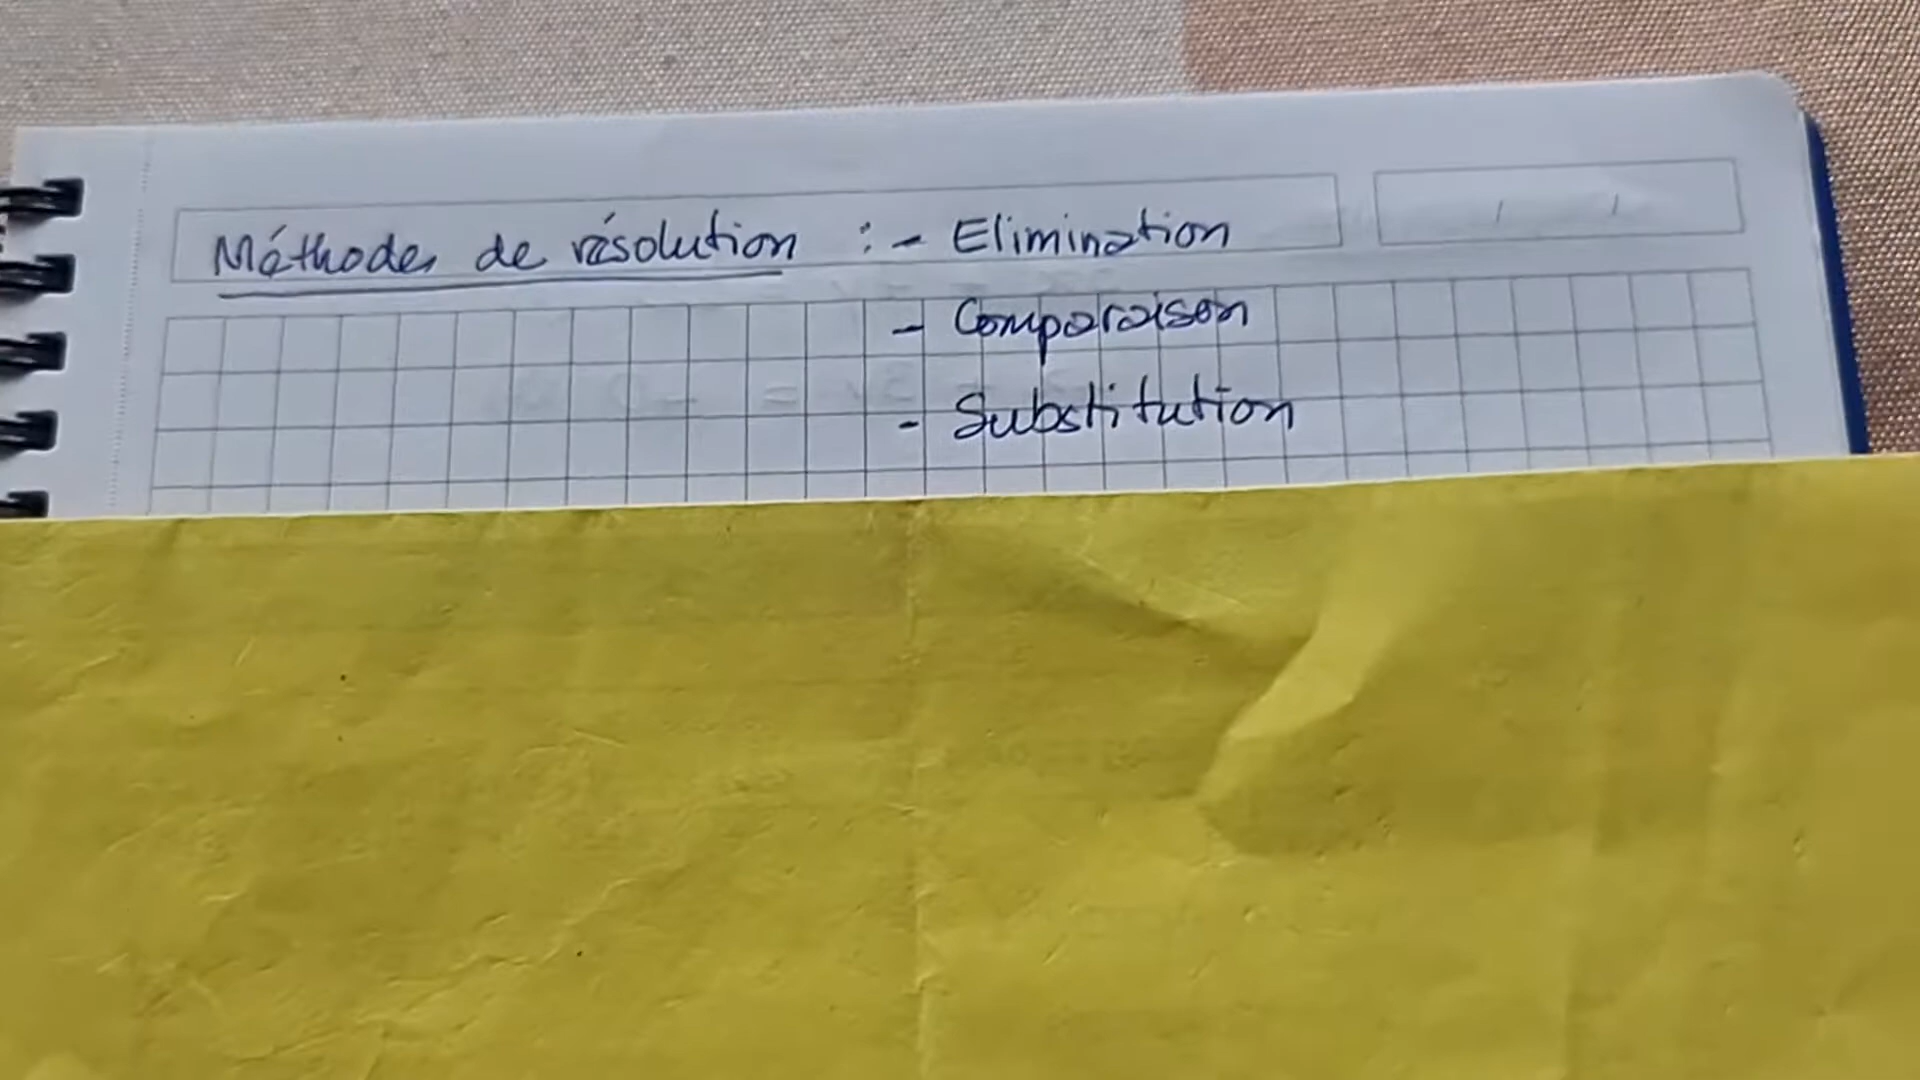 Méthodes de résolution : - Elimination
- Comparaison
- Substitution